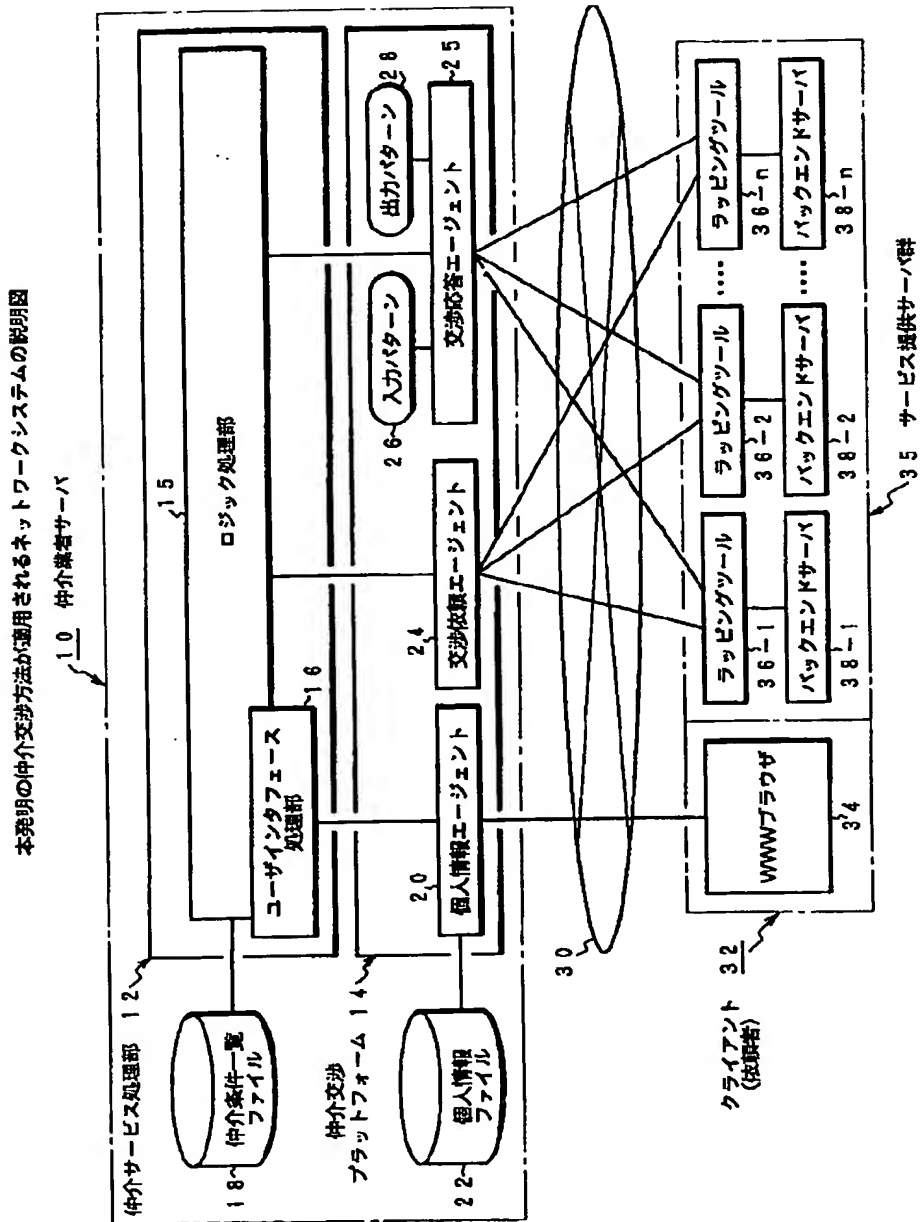 本発明の仲介交渉方法が適用されるネットワークシステムの説明図
10 仲介業者サーバ
仲介サービス処理部 12
15
ロジック処理部
ユーザインタフェース
処理部
16
18
仲介条件一覧
ファイル
仲介交渉
プラットフォーム 14
20
個人情報エージェント
22
個人情報
ファイル
24
交渉依頼エージェント
26
入力パターン
出力パターン
28
交渉応答エージェント
25
30
クライアント 32
(依頼者)
WWWブラウザ
34
ラッピングツール
36-1
バックエンドサーバ
38-1
ラッピングツール
36-2
バックエンドサーバ
38-2
....
....
ラッピングツール
36-n
バックエンドサーバ
38-n
35 サービス提供サーバ群